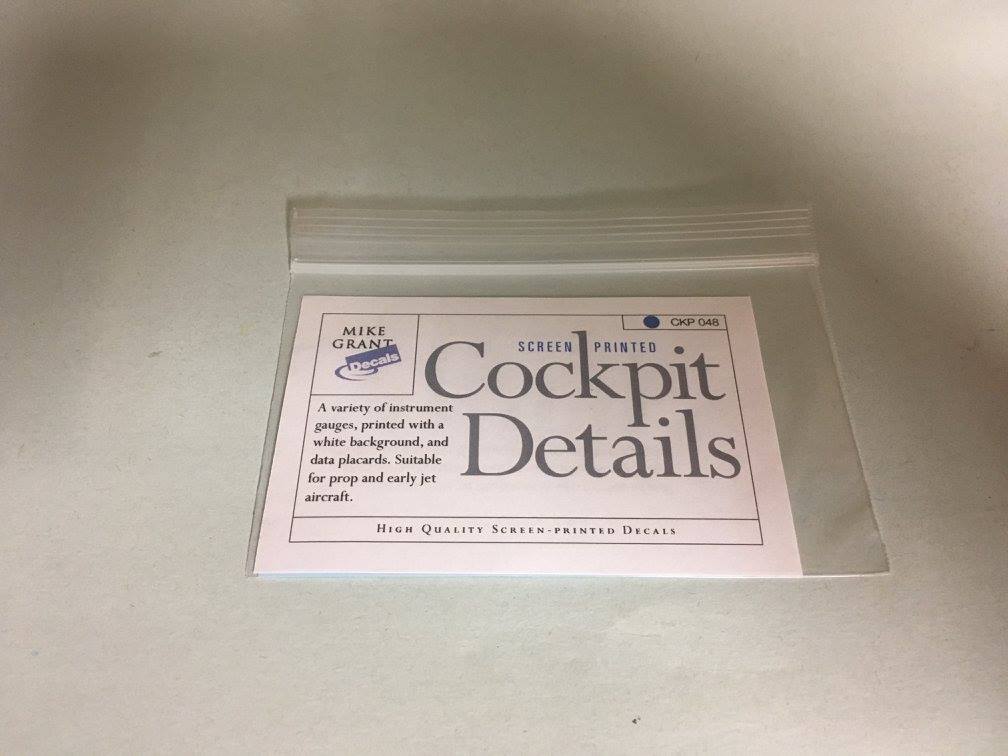 MIKE
GRANT
Decals
CKP 048
SCREEN PRINTED
Cockpit
Details
A variety of instrument
gauges, printed with a
white background, and
data placards. Suitable
for prop and early jet
aircraft.
HIGH QUALITY SCREEN-PRINTED DECALS